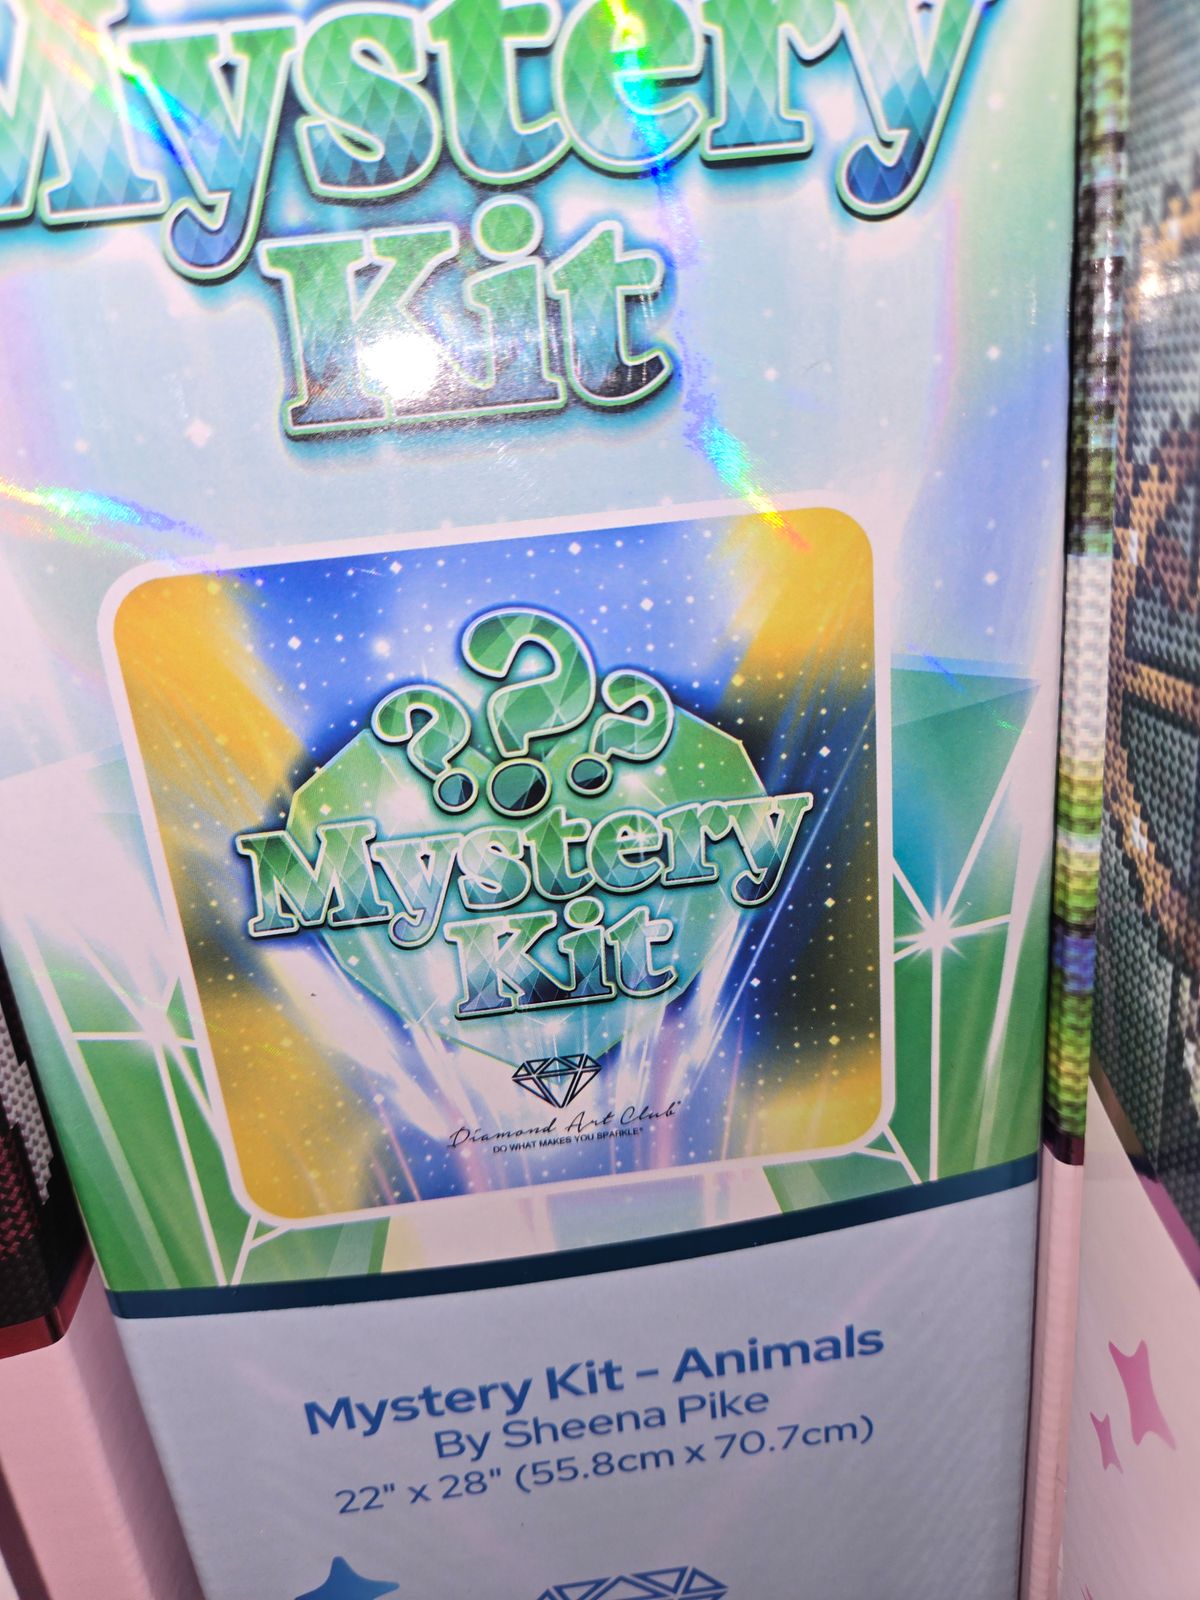 Mystery
Kit
???
Mystery
Kit
Diamond Art Club®
DO WHAT MAKES YOU SPARKLE®
Mystery Kit – Animals
By Sheena Pike
22" x 28" (55.8cm x 70.7cm)